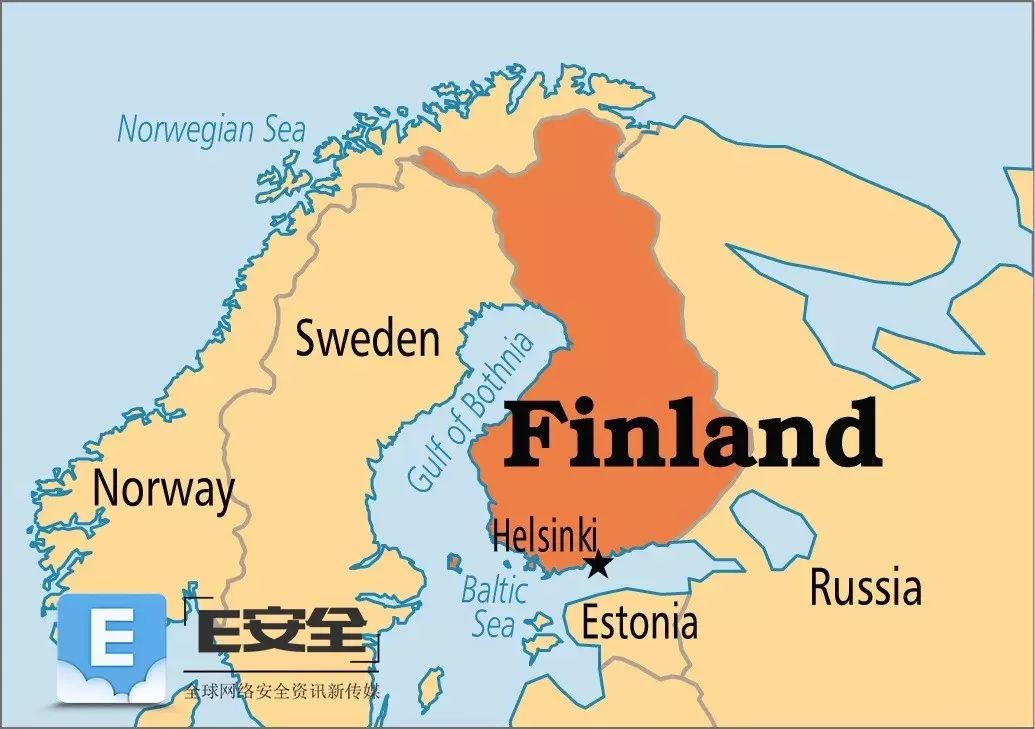 Norwegian Sea
Sweden
Gulf of Bothnia
Finland
Norway
Helsinki
Baltic
Sea
Estonia
Russia
E
E安全
全球网络安全资讯新传媒